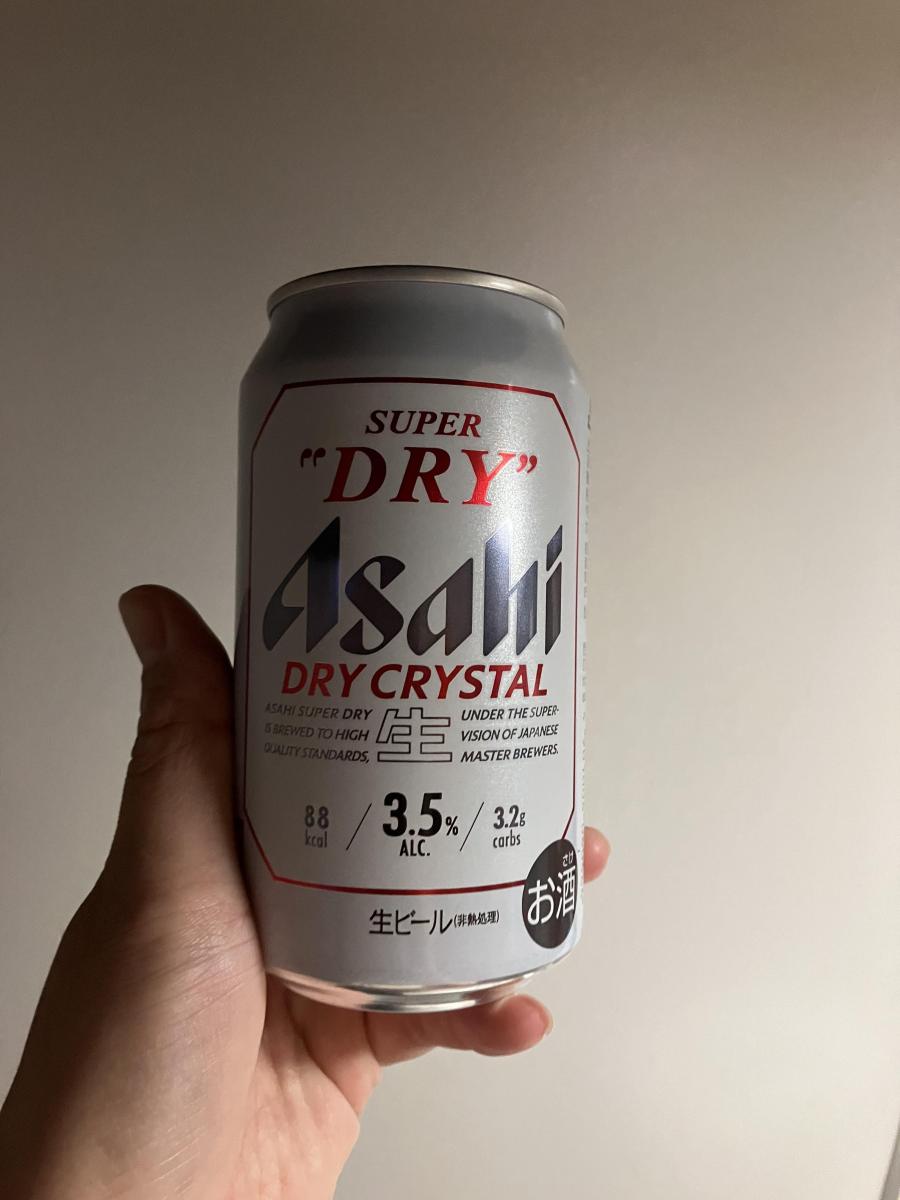 SUPER
"DRY"
Asahi
DRY CRYSTAL
ASAHI SUPER DRY
IS BREWED TO HIGH
QUALITY STANDARDS,
生
UNDER THE SUPER-
VISION OF JAPANESE
MASTER BREWERS.
88
kcal
3.5%
ALC.
3.2g
carbs
さけ
お酒
生ビール(非熱処理)